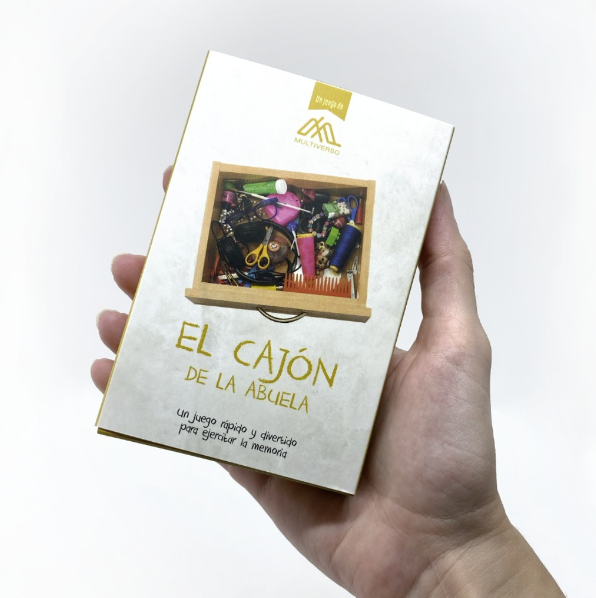 Un juego de
MULTIVERSO
EL CAJÓN
DE LA ABUELA
Un juego rápido y divertido
para ejercitar la memoria